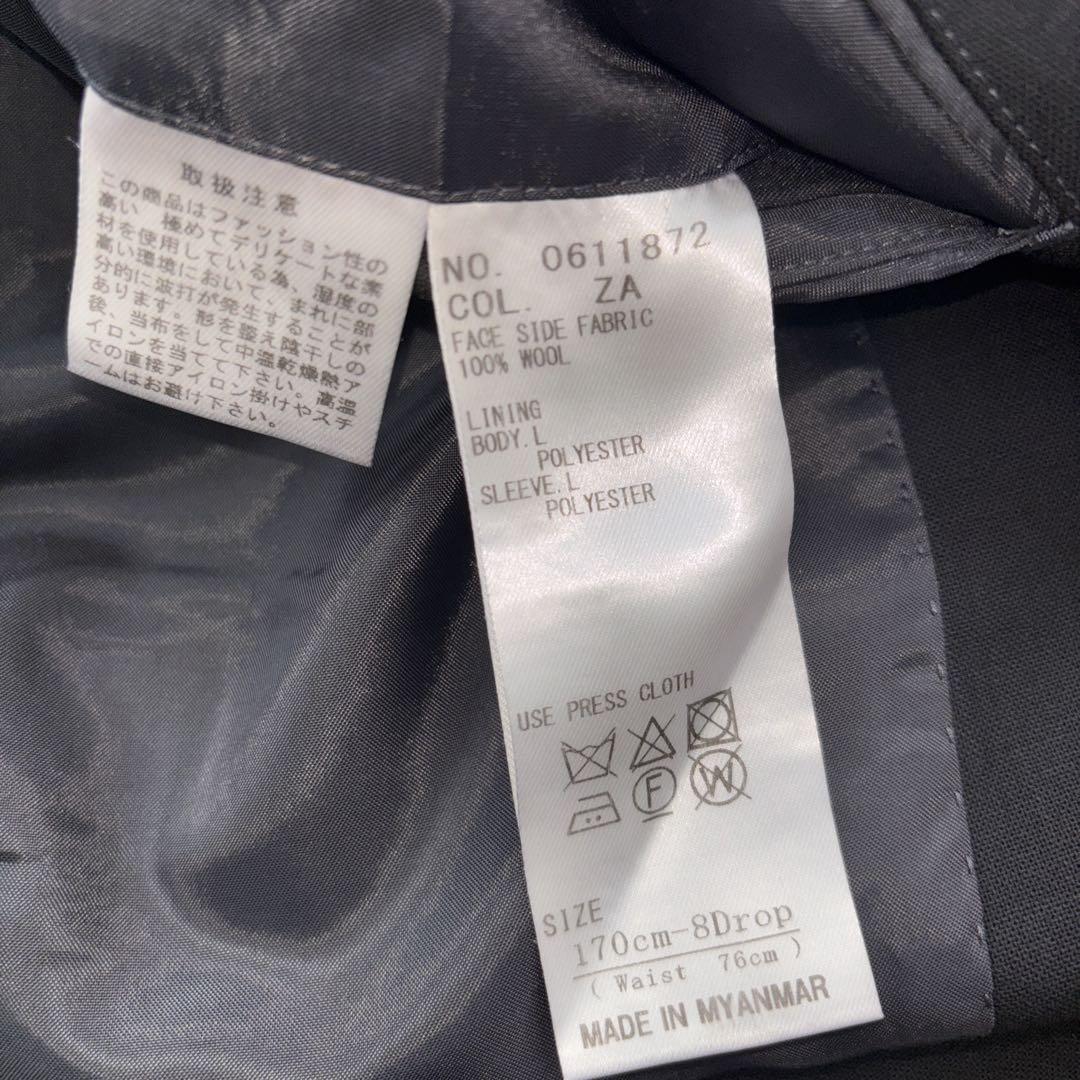 取扱注意
この商品はファッション性の
高い 極めてデリケートな素
材を使用している為、湿度の
高い環境において、まれに部
分的に波打が発生することが
あります。形を整え陰干しの
後、当布をして中温乾燥熱ア
イロンを当てて下さい。高温
での直接アイロン掛けやスチ
ームはお避け下さい。
NO. 0611872
COL. ZA
FACE SIDE FABRIC
100% WOOL
LINING
BODY.L
POLYESTER
SLEEVE.L
POLYESTER
USE PRESS CLOTH
F W
SIZE
170cm-8Drop
( Waist 76cm )
MADE IN MYANMAR